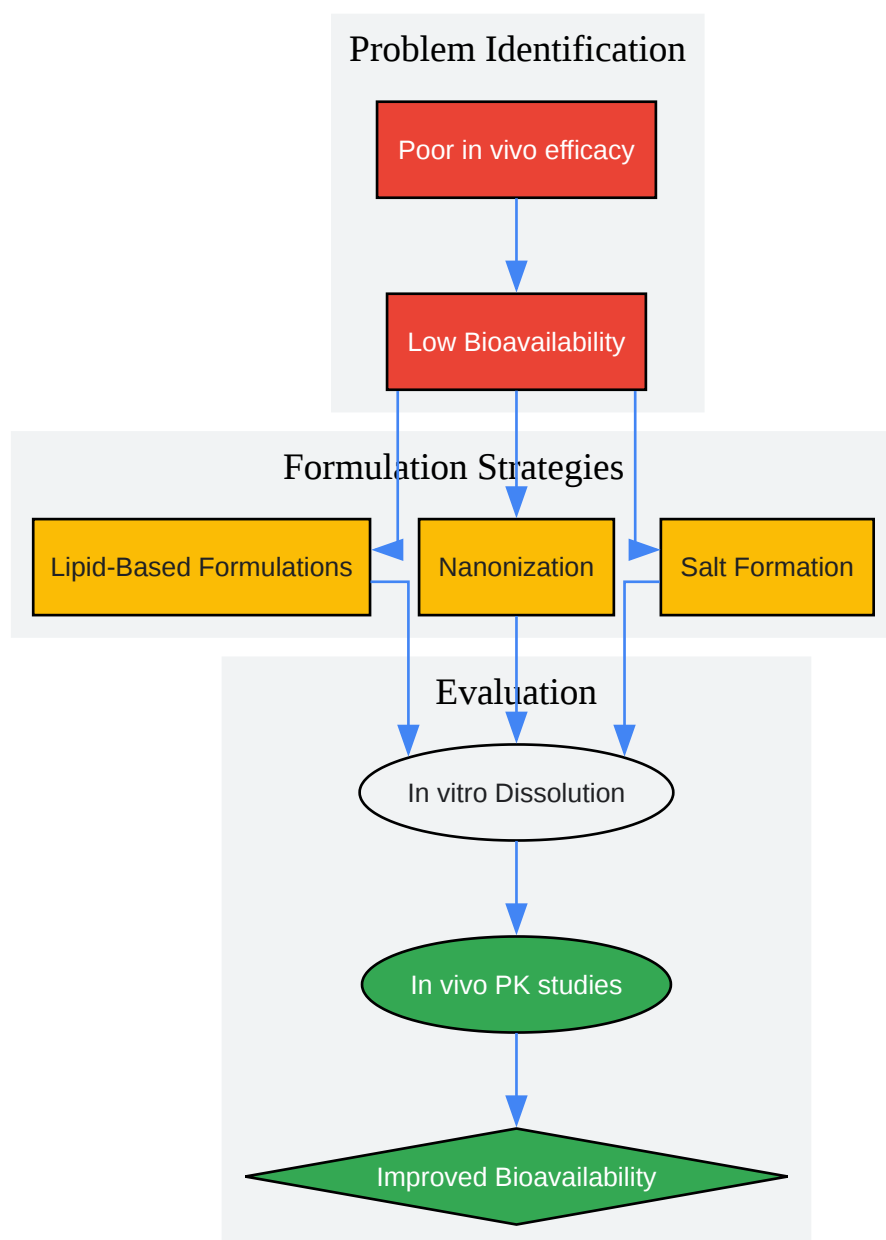 Problem Identification
Poor in vivo efficacy
Low Bioavailability
Formulation Strategies
Lipid-Based Formulations
Nanonization
Salt Formation
Evaluation
In vitro Dissolution
In vivo PK studies
Improved Bioavailability